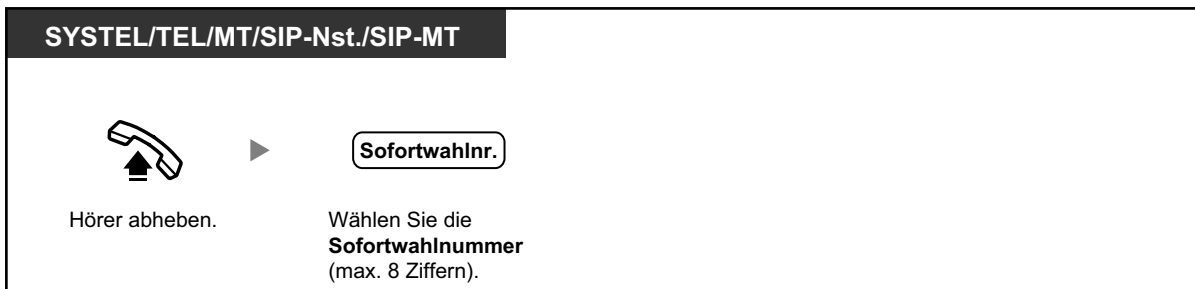 SYSTEL/TEL/MT/SIP-Nst./SIP-MT
Sofortwahlnr.
Hörer abheben.
Wählen Sie die
Sofortwahlnummer
(max. 8 Ziffern).